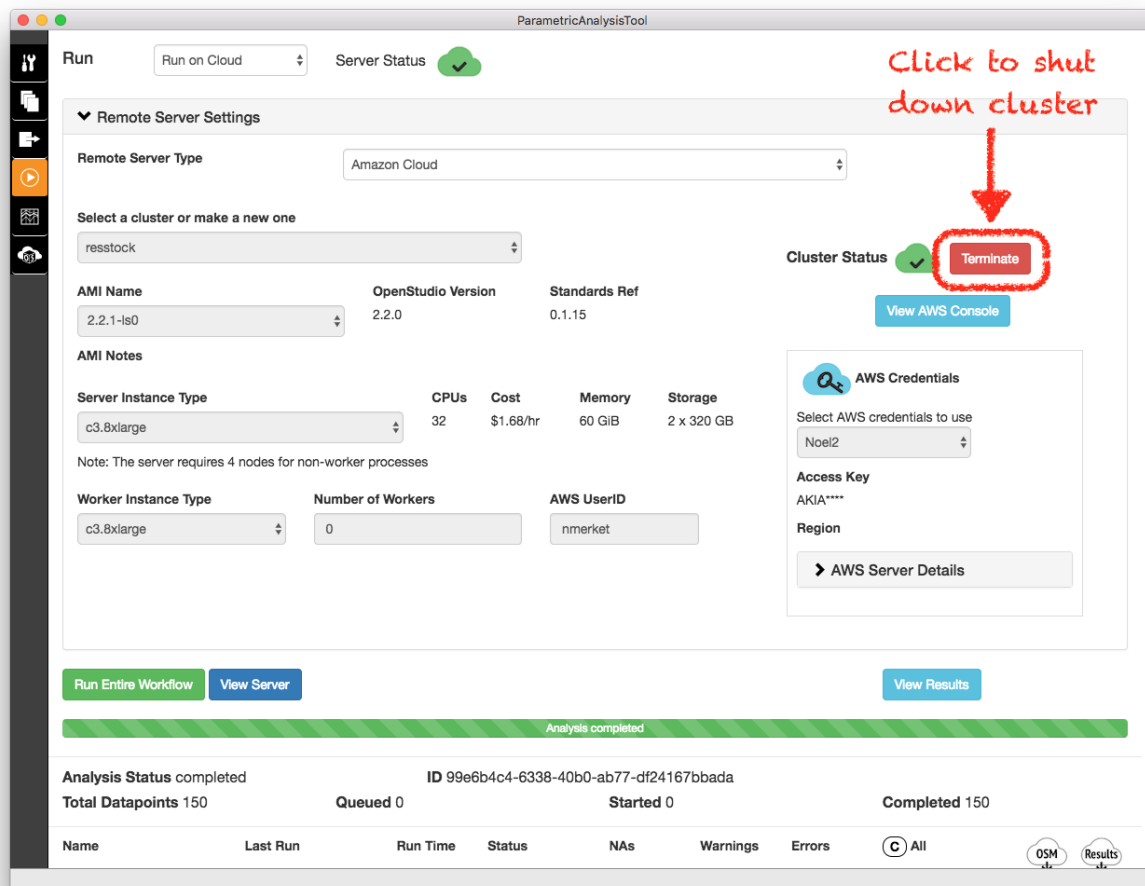 ParametricAnalysisTool
Run
Run on Cloud
Server Status
Click to shut
down cluster
Remote Server Settings
Remote Server Type
Amazon Cloud
Select a cluster or make a new one
resstock
Cluster Status
Terminate
AMI Name
OpenStudio Version
Standards Ref
2.2.1-ls0
2.2.0
0.1.15
View AWS Console
AMI Notes
Server Instance Type
CPUs
Cost
Memory
Storage
c3.8xlarge
32
$1.68/hr
60 GiB
2 x 320 GB
Note: The server requires 4 nodes for non-worker processes
Worker Instance Type
Number of Workers
AWS UserID
c3.8xlarge
0
nmerket
AWS Credentials
Select AWS credentials to use
Noel2
Access Key
AKIA****
Region
AWS Server Details
Run Entire Workflow
View Server
View Results
Analysis completed
Analysis Status completed
ID 99e6b4c4-6338-40b0-ab77-df24167bbada
Total Datapoints 150
Queued 0
Started 0
Completed 150
Name
Last Run
Run Time
Status
NAs
Warnings
Errors
C All
OSM
Results